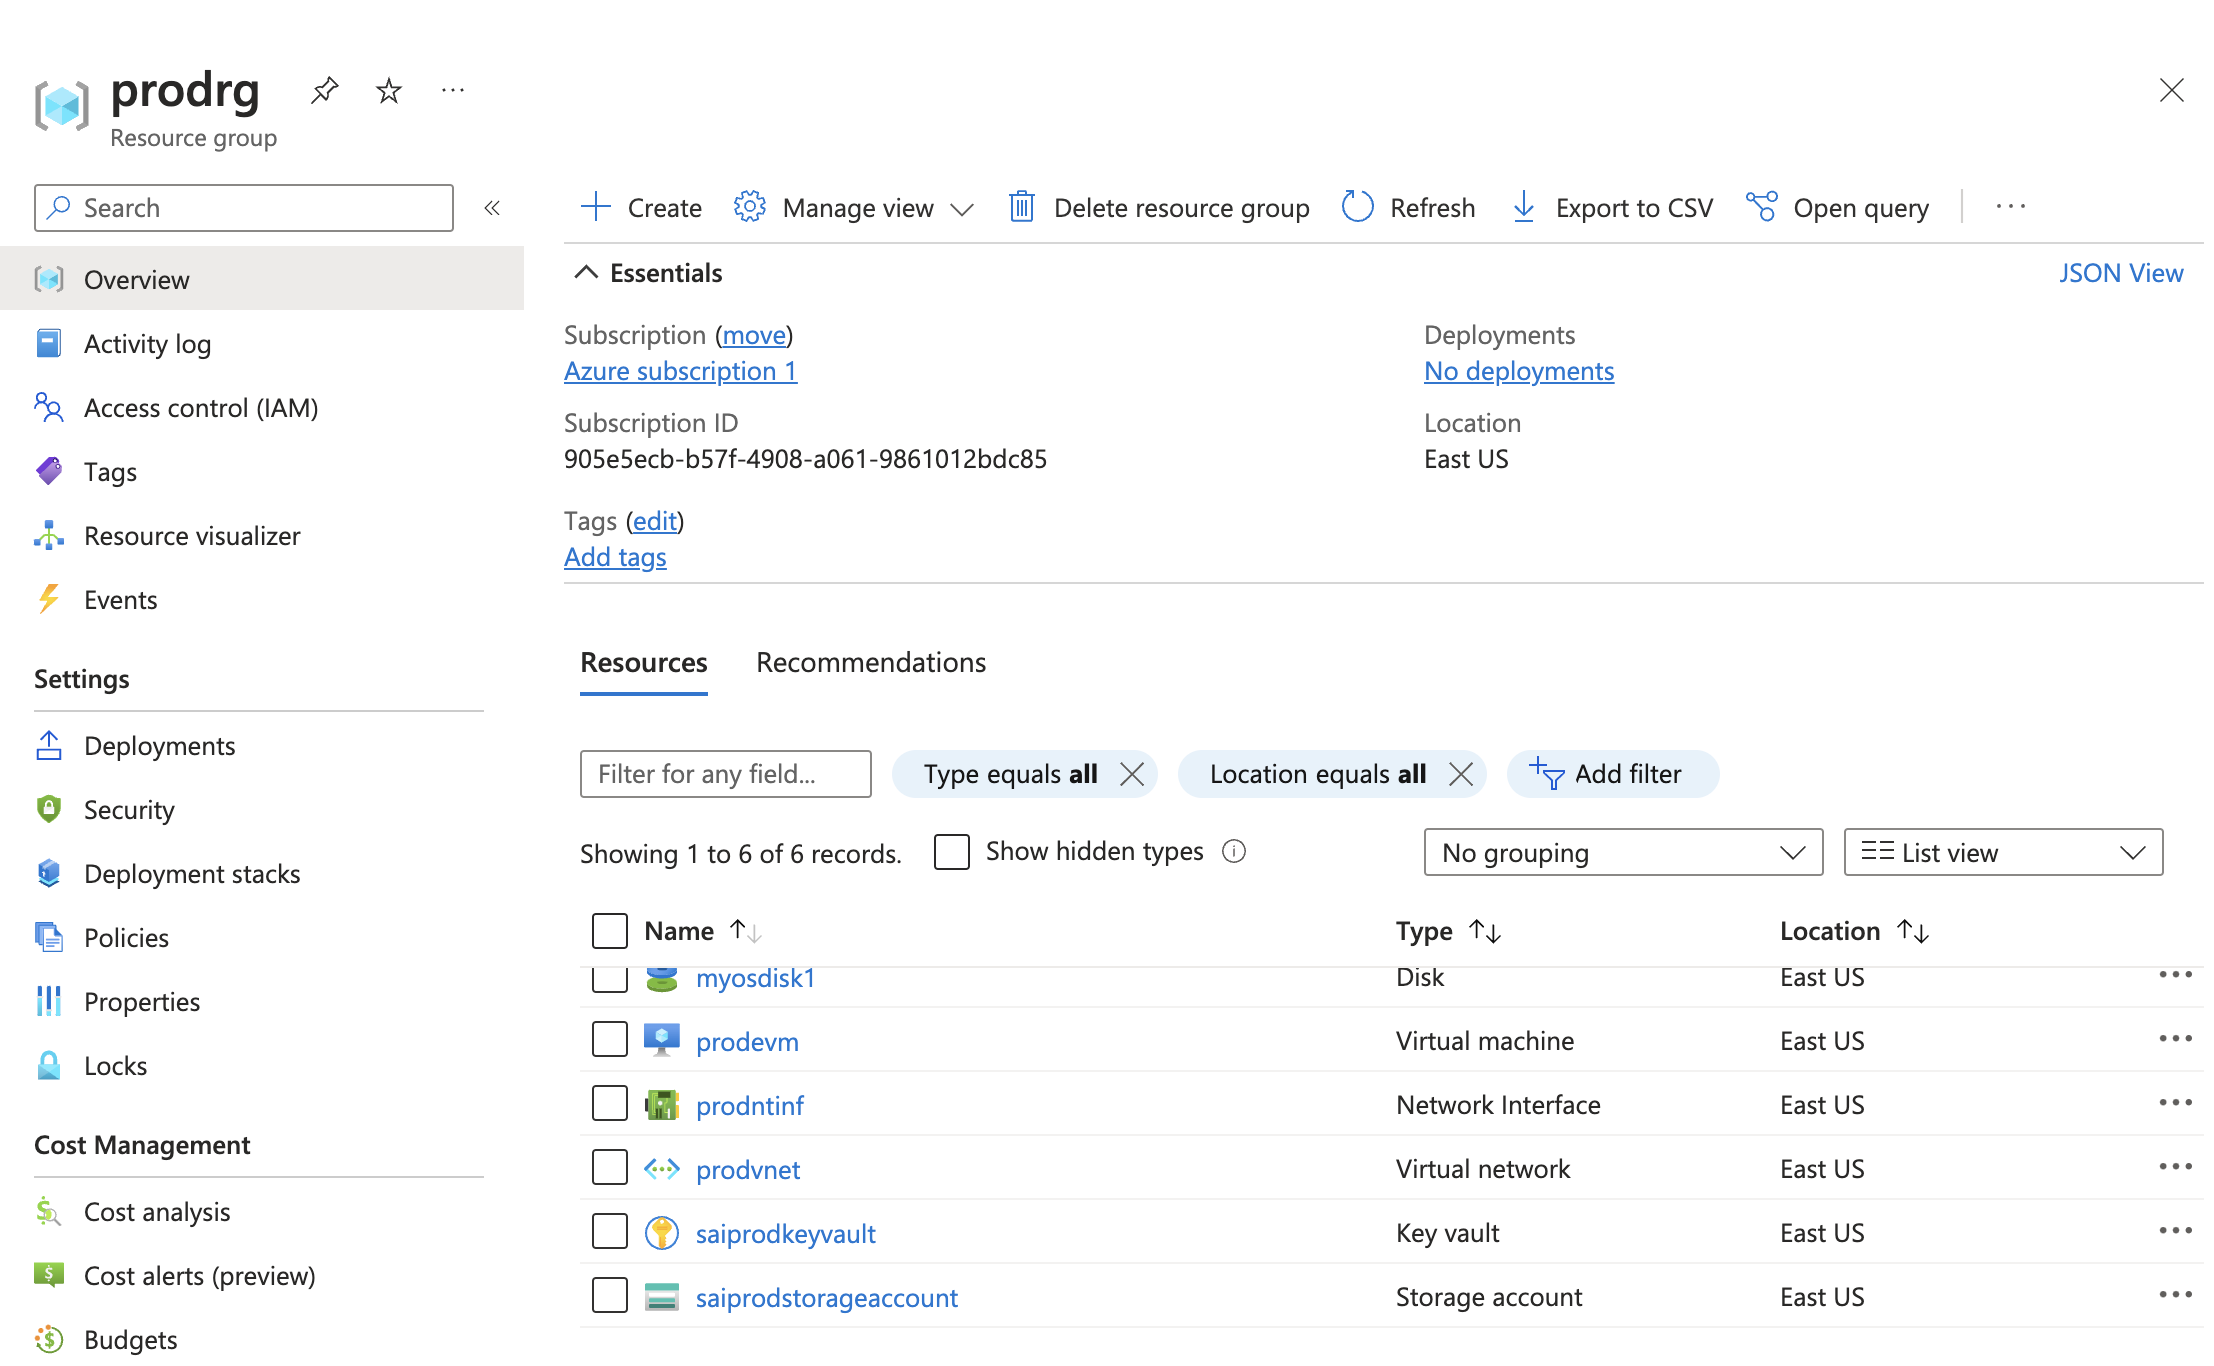 prodrg
Resource group
Search
Overview
Activity log
Access control (IAM)
Tags
Resource visualizer
Events
Settings
Deployments
Security
Deployment stacks
Policies
Properties
Locks
Cost Management
Cost analysis
Cost alerts (preview)
Budgets
Create Manage view Delete resource group Refresh Export to CSV Open query
Essentials JSON View
Subscription (move)
Azure subscription 1
Deployments
No deployments
Subscription ID
905e5ecb-b57f-4908-a061-9861012bdc85
Location
East US
Tags (edit)
Add tags
Resources Recommendations
Filter for any field... Type equals all Location equals all Add filter
Showing 1 to 6 of 6 records. Show hidden types No grouping List view
Name Type Location
myosdisk1 Disk East US
prodevm Virtual machine East US
prodntinf Network Interface East US
prodvnet Virtual network East US
saiprodkeyvault Key vault East US
saiprodstorageaccount Storage account East US